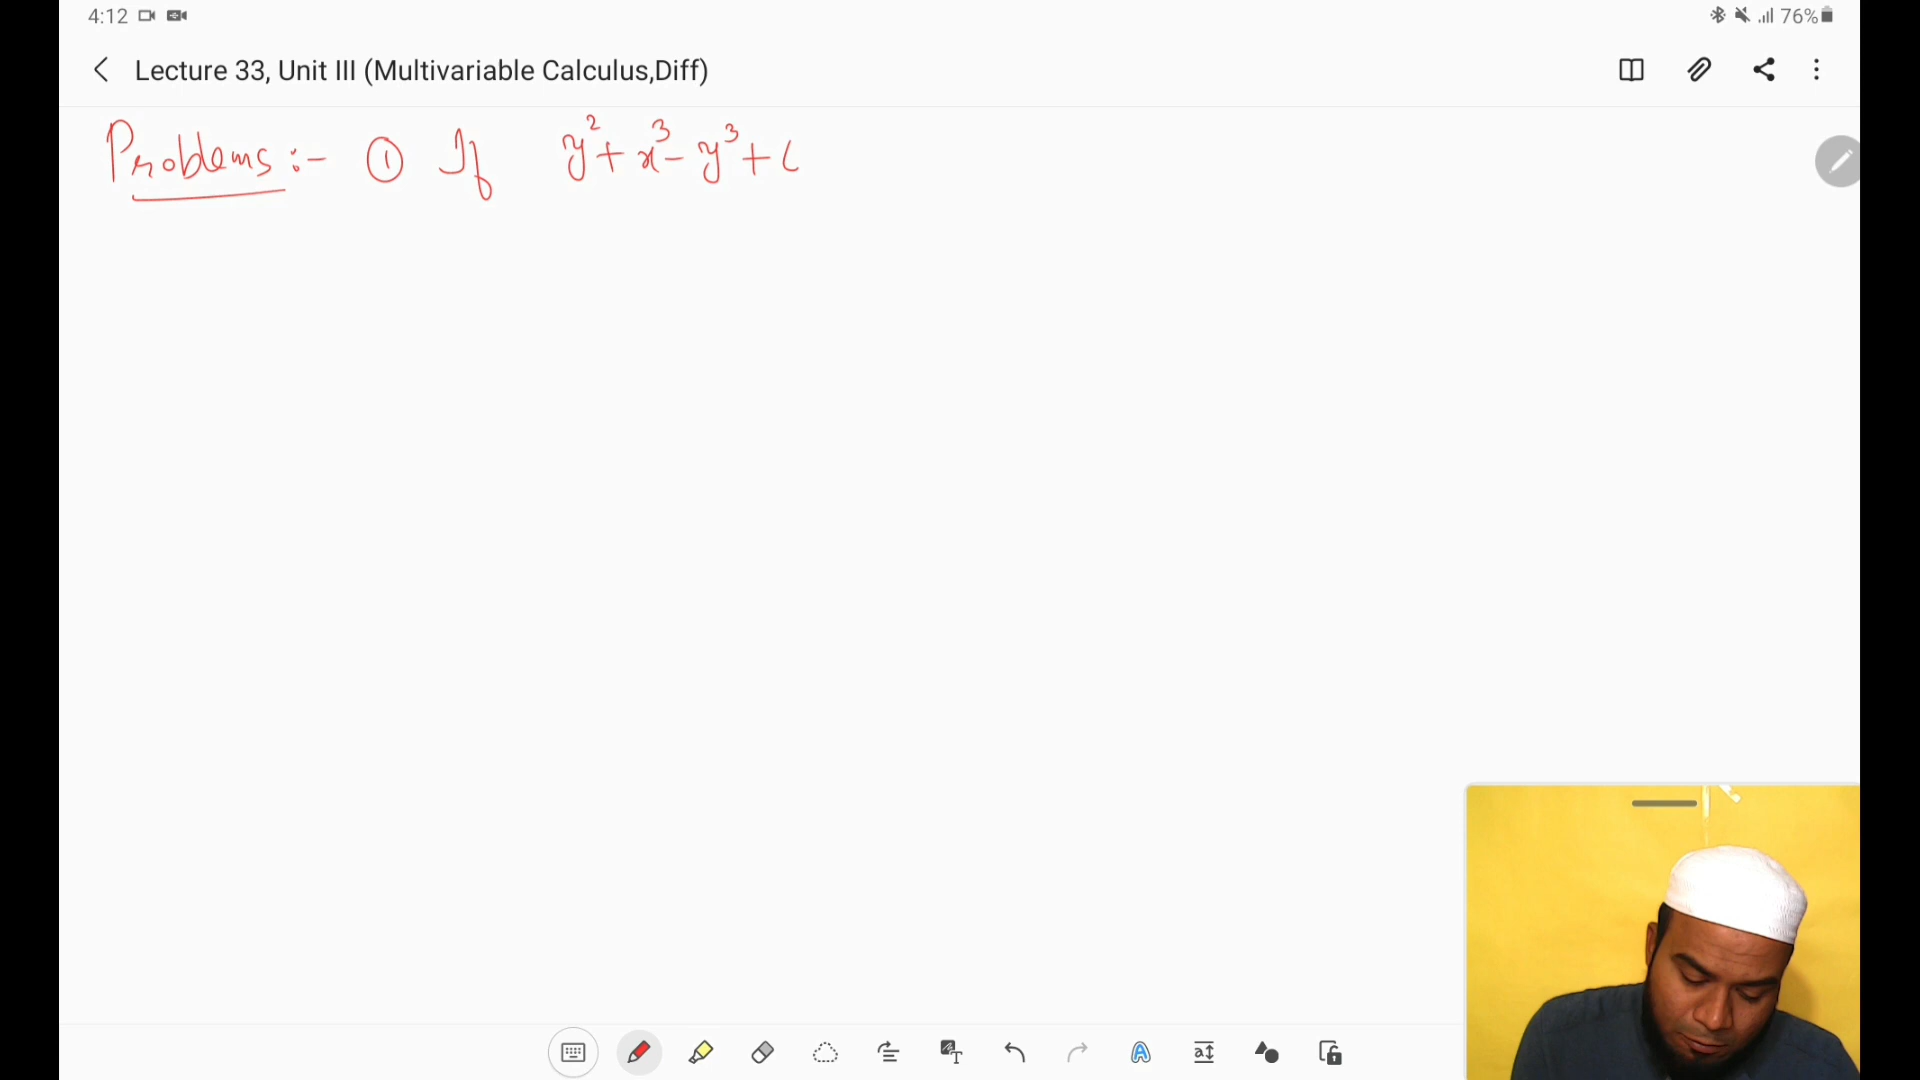 4:12 76%
Lecture 33, Unit III (Multivariable Calculus,Diff)
Problems :- ① If y² + x³ - y³ +